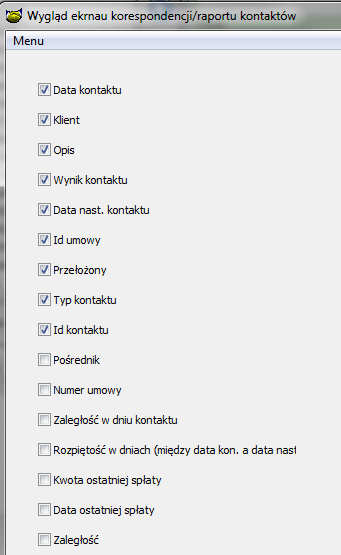 Wygląd ekrnau korespondencji/raportu kontaktów
Menu
Data kontaktu
Klient
Opis
Wynik kontaktu
Data nast. kontaktu
Id umowy
Przełożony
Typ kontaktu
Id kontaktu
Pośrednik
Numer umowy
Zaległość w dniu kontaktu
Rozpiętość w dniach (między data kon. a data nast
Kwota ostatniej spłaty
Data ostatniej spłaty
Zaległość